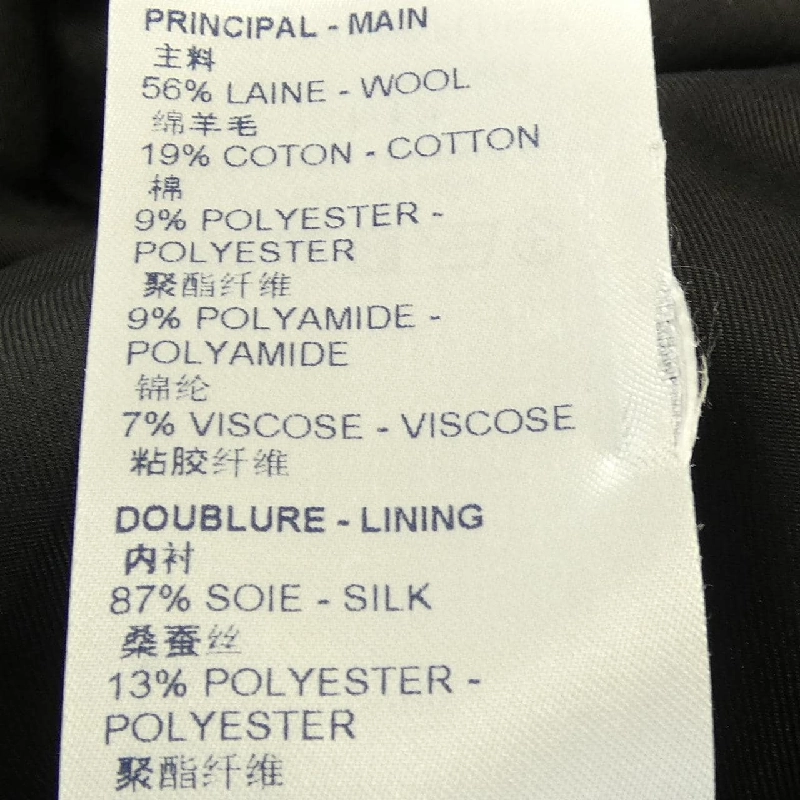 PRINCIPAL - MAIN
主料
56% LAINE - WOOL
绵羊毛
19% COTON - COTTON
棉
9% POLYESTER -
POLYESTER
聚酯纤维
9% POLYAMIDE -
POLYAMIDE
锦纶
7% VISCOSE - VISCOSE
粘胶纤维
DOUBLURE - LINING
内衬
87% SOIE - SILK
桑蚕丝
13% POLYESTER -
POLYESTER
聚酯纤维